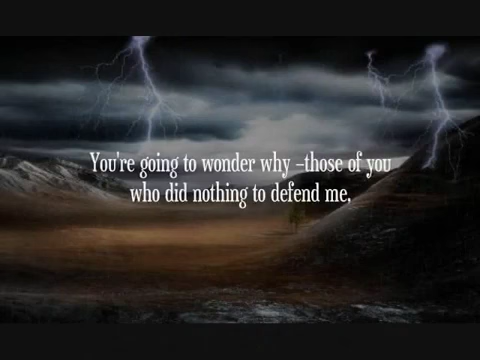 You're going to wonder why –those of you
who did nothing to defend me,